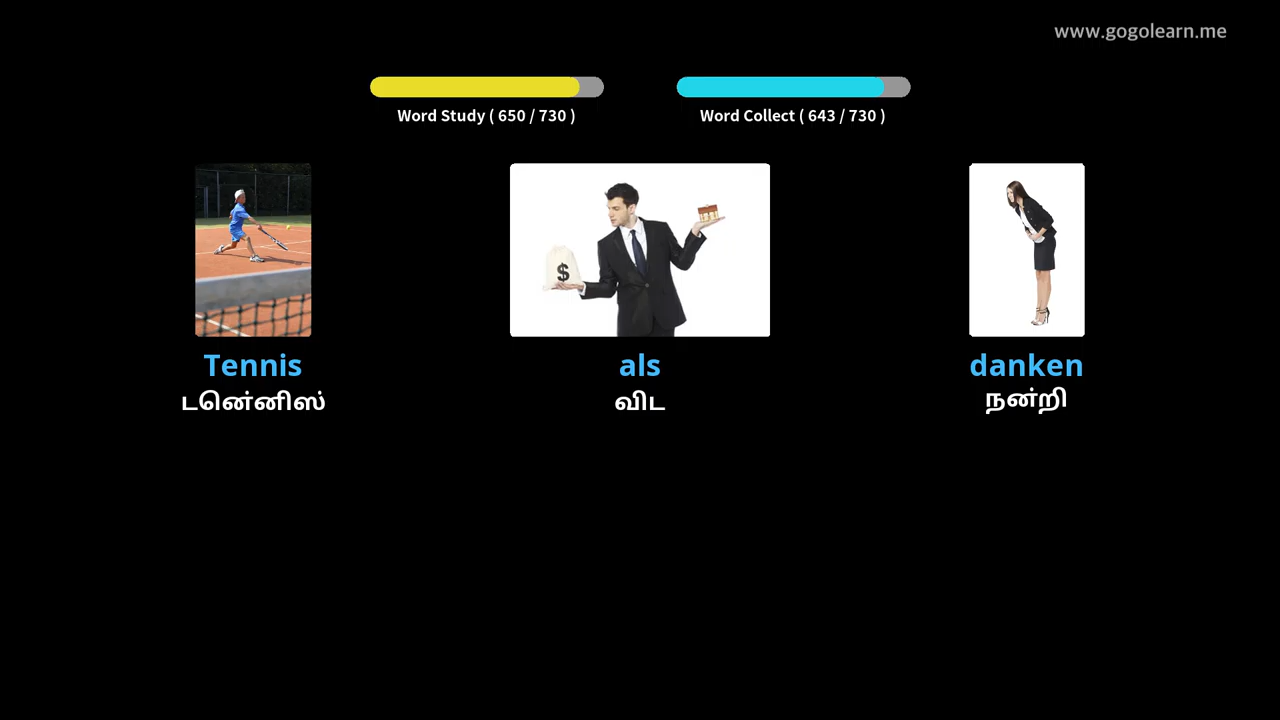 www.gogolearn.me
Word Study ( 650 / 730 )
Word Collect ( 643 / 730 )
$
Tennis
டென்னிஸ்
als
விட
danken
நன்றி